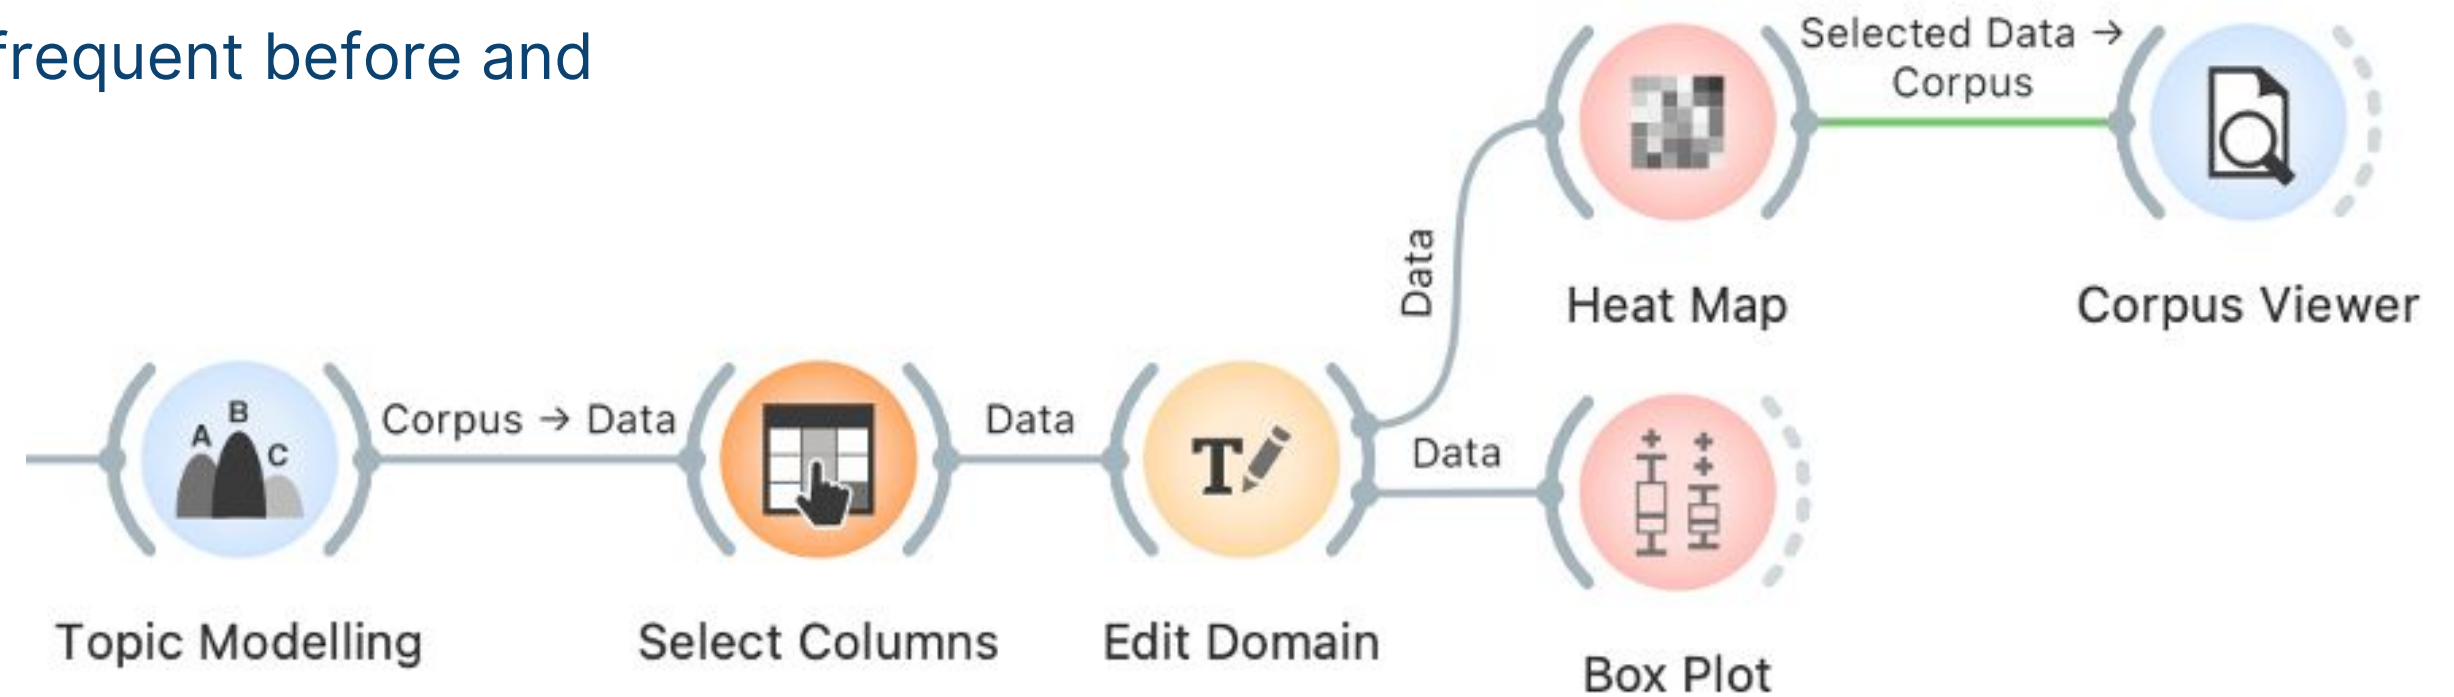 frequent before and
Selected Data →
Corpus
Data
Heat Map
Corpus Viewer
A
B
C
Corpus → Data
Data
Data
T
Topic Modelling
Select Columns
Edit Domain
Box Plot